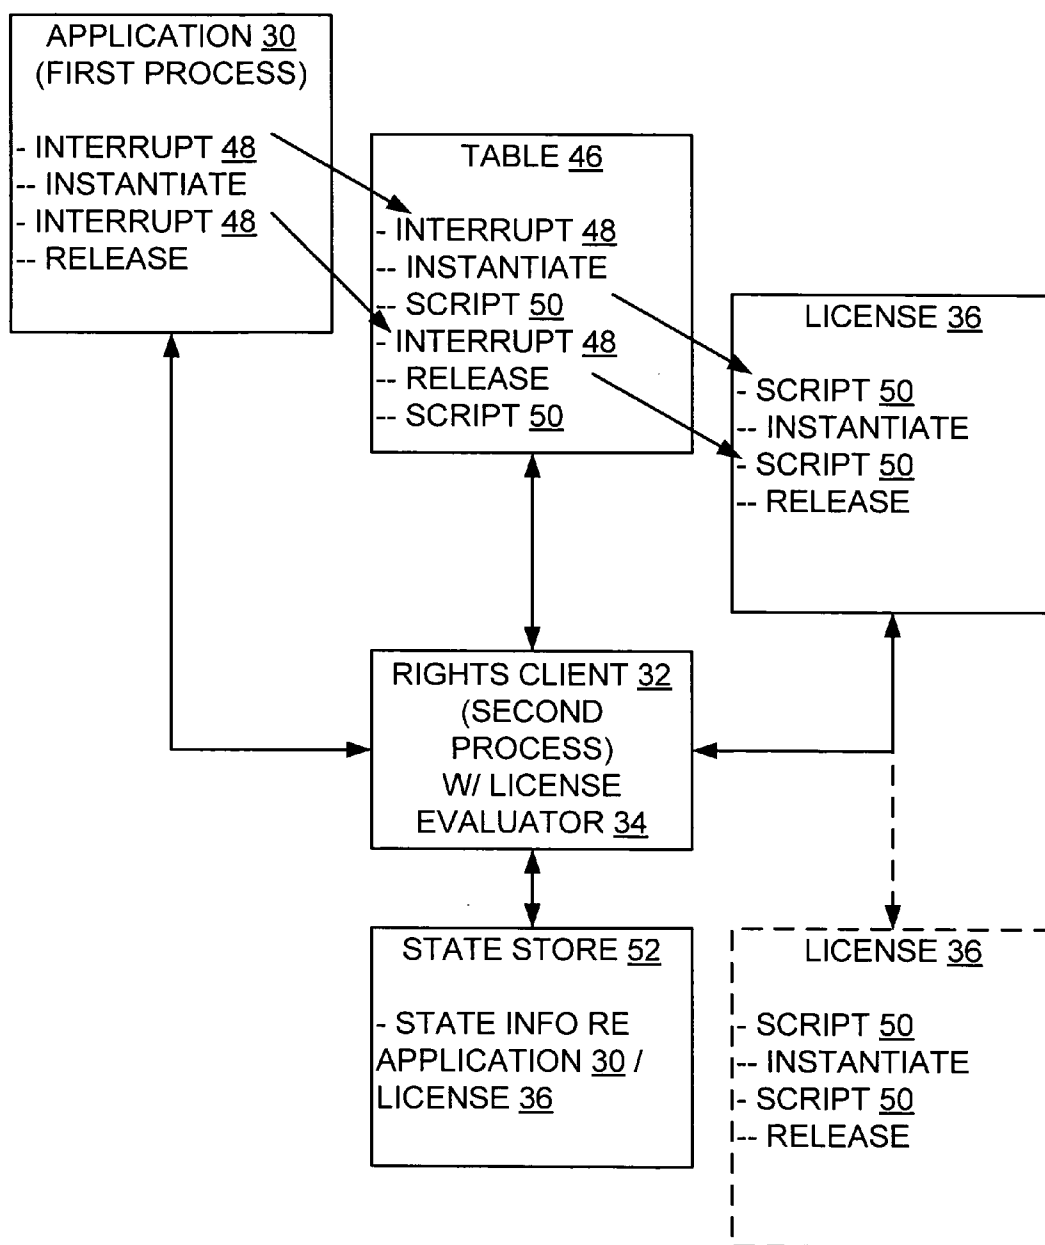 APPLICATION 30
(FIRST PROCESS)
- INTERRUPT 48
-- INSTANTIATE
- INTERRUPT 48
-- RELEASE
TABLE 46
- INTERRUPT 48
-- INSTANTIATE
-- SCRIPT 50
- INTERRUPT 48
-- RELEASE
-- SCRIPT 50
LICENSE 36
- SCRIPT 50
-- INSTANTIATE
- SCRIPT 50
-- RELEASE
RIGHTS CLIENT 32
(SECOND
PROCESS)
W/ LICENSE
EVALUATOR 34
STATE STORE 52
- STATE INFO RE
APPLICATION 30 /
LICENSE 36
LICENSE 36
- SCRIPT 50
-- INSTANTIATE
- SCRIPT 50
-- RELEASE